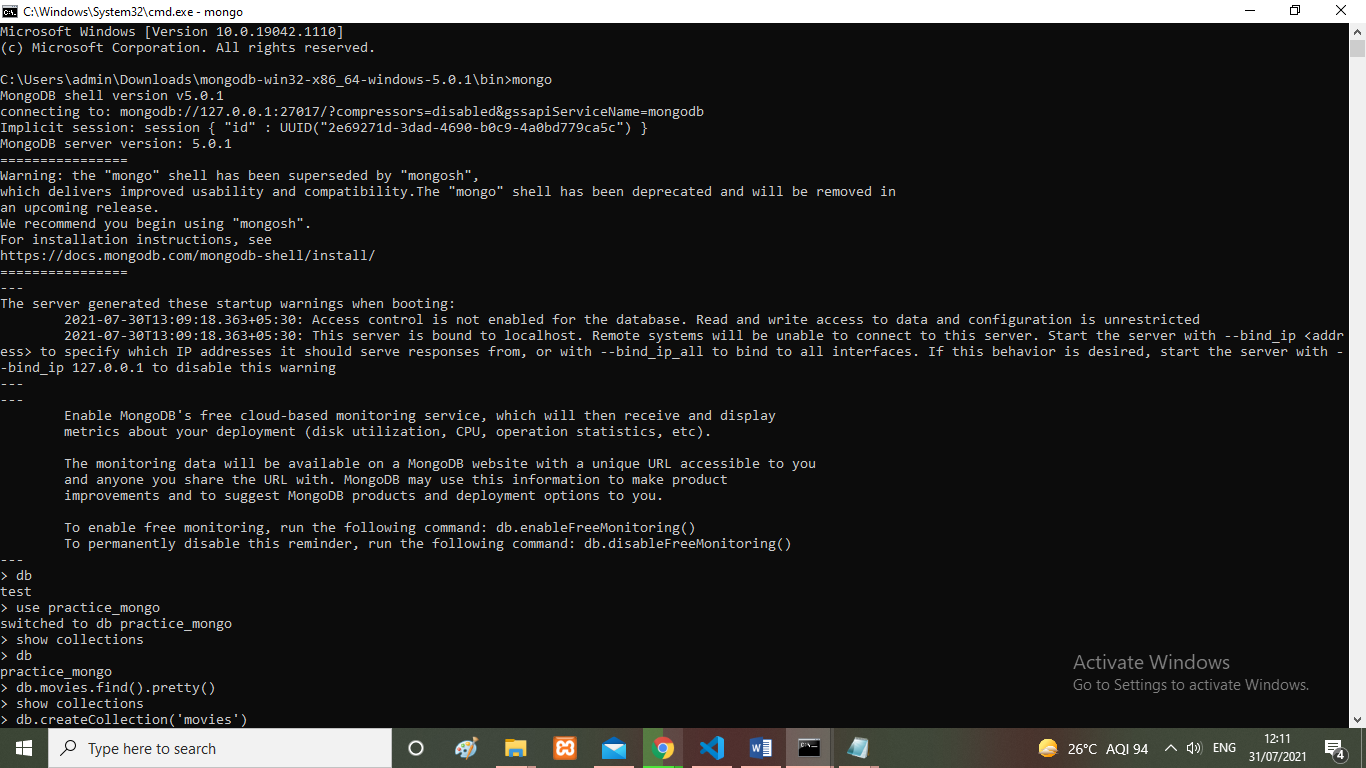 C:\Windows\System32\cmd.exe - mongo
Microsoft Windows [Version 10.0.19042.1110]
(c) Microsoft Corporation. All rights reserved.
C:\Users\admin\Downloads\mongodb-win32-x86_64-windows-5.0.1\bin>mongo
MongoDB shell version v5.0.1
connecting to: mongodb://127.0.0.1:27017/?compressors=disabled&gssapiServiceName=mongodb
Implicit session: session { "id" : UUID("2e69271d-3dad-4690-b0c9-4a0bd779ca5c") }
MongoDB server version: 5.0.1
================
Warning: the "mongo" shell has been superseded by "mongosh",
which delivers improved usability and compatibility.The "mongo" shell has been deprecated and will be removed in
an upcoming release.
We recommend you begin using "mongosh".
For installation instructions, see
https://docs.mongodb.com/mongodb-shell/install/
================
---
The server generated these startup warnings when booting:
2021-07-30T13:09:18.363+05:30: Access control is not enabled for the database. Read and write access to data and configuration is unrestricted
2021-07-30T13:09:18.363+05:30: This server is bound to localhost. Remote systems will be unable to connect to this server. Start the server with --bind_ip <addr
ess> to specify which IP addresses it should serve responses from, or with --bind_ip_all to bind to all interfaces. If this behavior is desired, start the server with -
-bind_ip 127.0.0.1 to disable this warning
---
---
Enable MongoDB's free cloud-based monitoring service, which will then receive and display
metrics about your deployment (disk utilization, CPU, operation statistics, etc).
The monitoring data will be available on a MongoDB website with a unique URL accessible to you
and anyone you share the URL with. MongoDB may use this information to make product
improvements and to suggest MongoDB products and deployment options to you.
To enable free monitoring, run the following command: db.enableFreeMonitoring()
To permanently disable this reminder, run the following command: db.disableFreeMonitoring()
---
> db
test
> use practice_mongo
switched to db practice_mongo
> show collections
> db
practice_mongo
> db.movies.find().pretty()
> show collections
> db.createCollection('movies')
Activate Windows
Go to Settings to activate Windows.
Type here to search
26°C AQI 94
ENG
12:11
31/07/2021
4